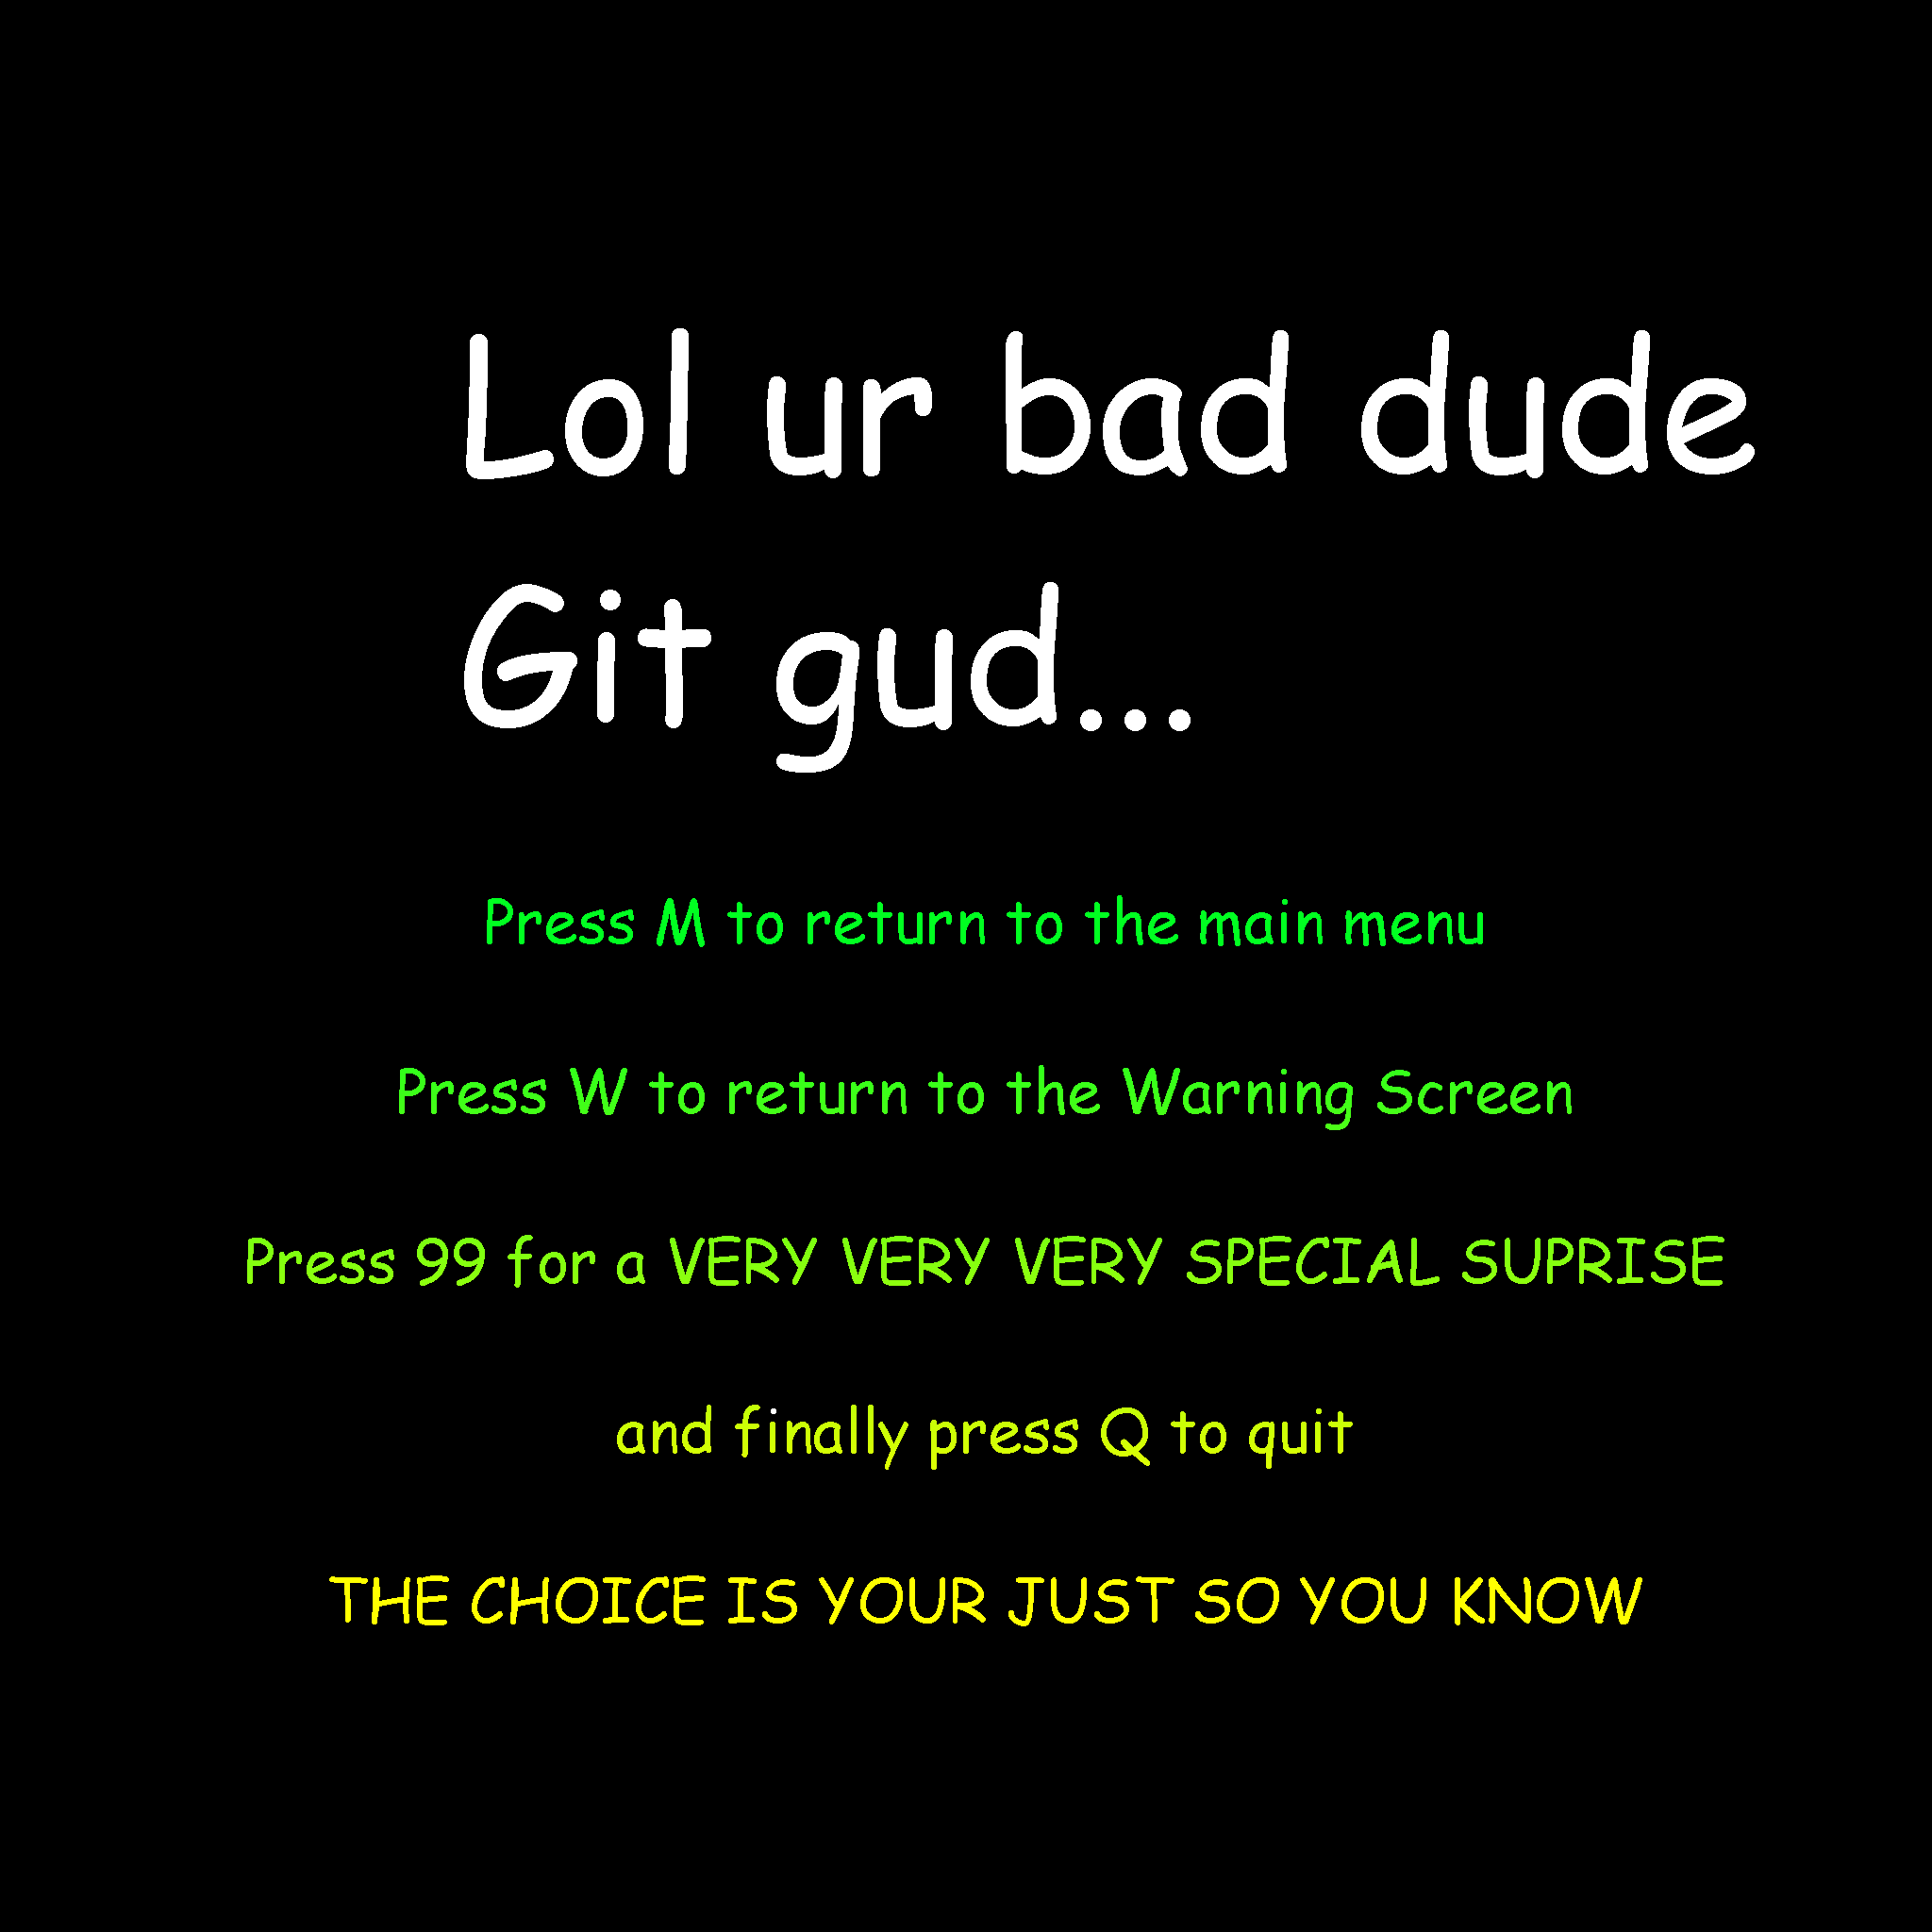 Lol ur bad dude
Git gud...
Press M to return to the main menu
Press W to return to the Warning Screen
Press 99 for a VERY VERY VERY SPECIAL SUPRISE
and finally press Q to quit
THE CHOICE IS YOUR JUST SO YOU KNOW